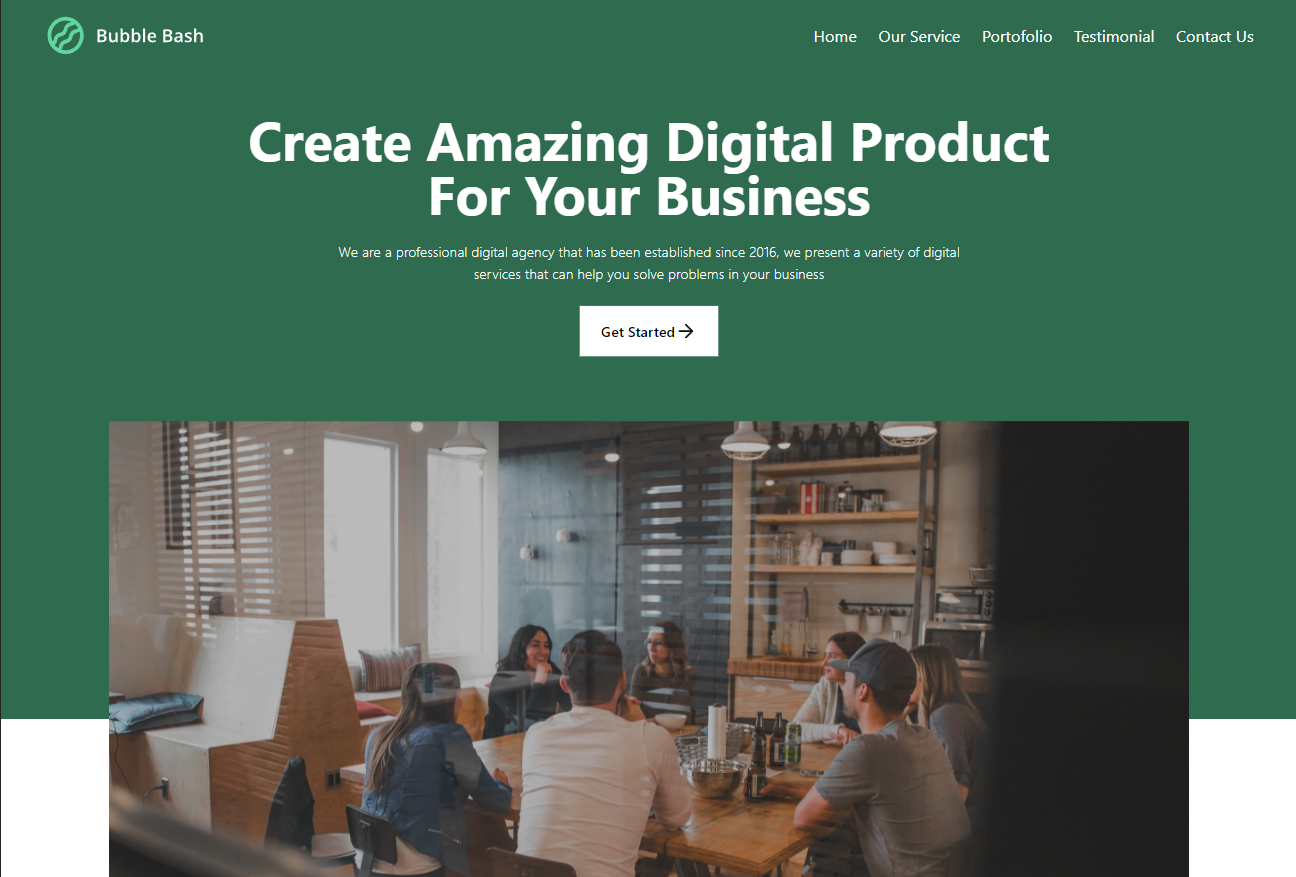 Bubble Bash
Home Our Service Portofolio Testimonial Contact Us
Create Amazing Digital Product
For Your Business
We are a professional digital agency that has been established since 2016, we present a variety of digital
services that can help you solve problems in your business
Get Started